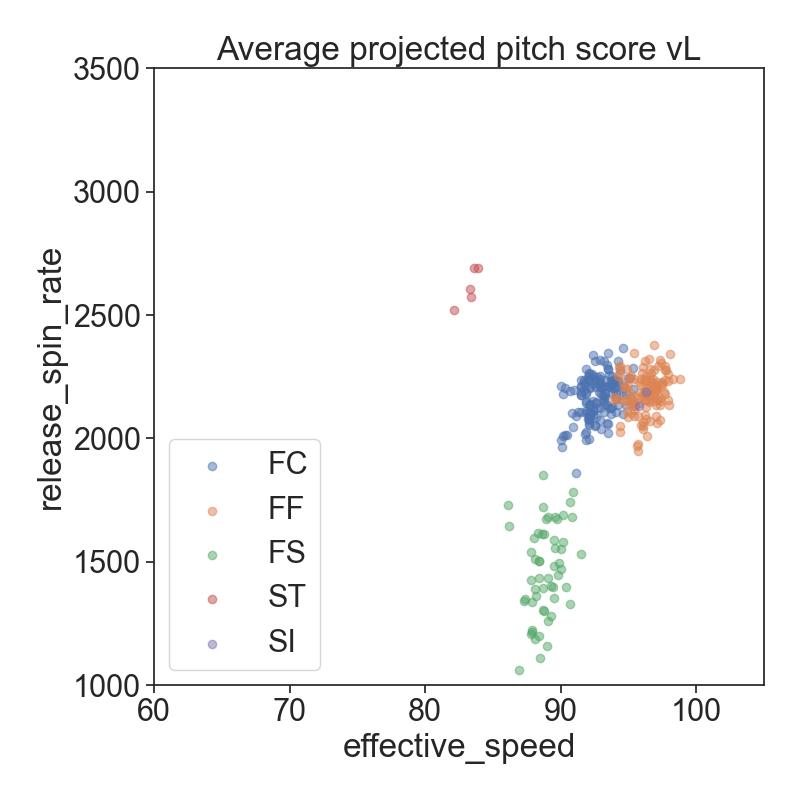 Average projected pitch score vL
3500
3000
2500
2000
1500
1000
release_spin_rate
FC
FF
FS
ST
SI
60
70
80
90
100
effective_speed